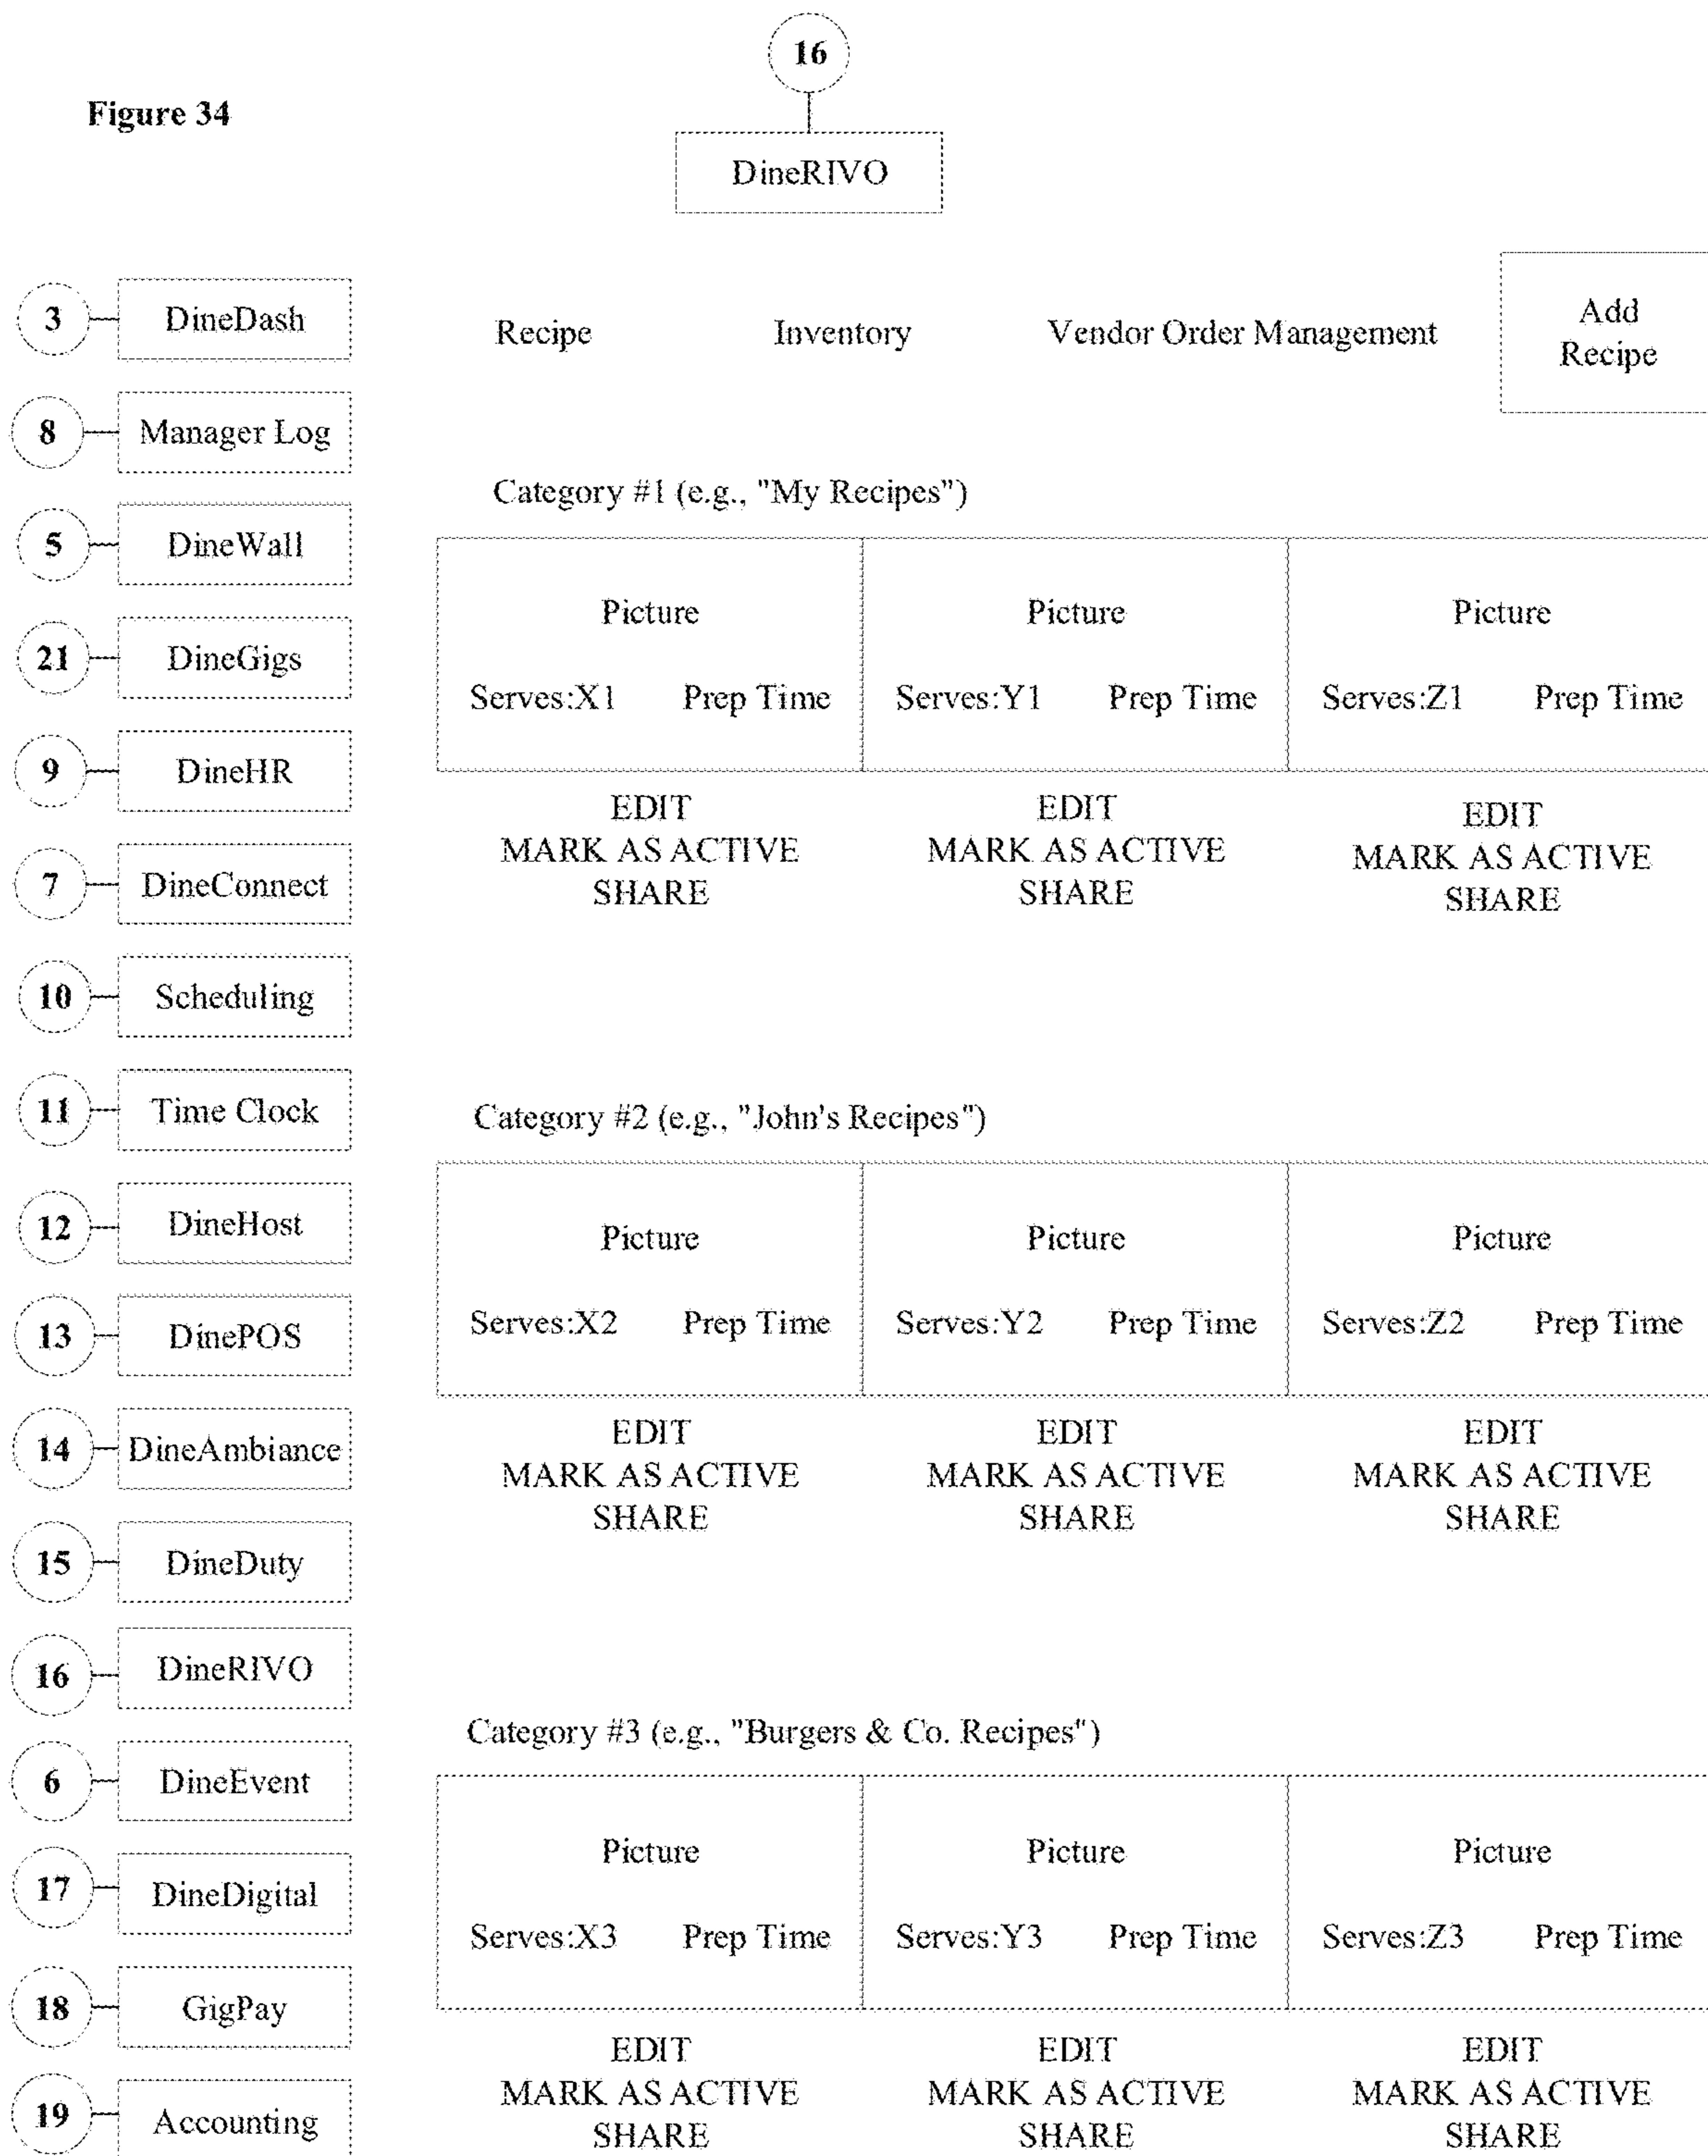 16
Figure 34
DineRIVO
3 DineDash
Recipe Inventory Vendor Order Management
Add
Recipe
8 Manager Log
Category #1 (e.g., "My Recipes")
5 DineWall
Picture Picture Picture
21 DineGigs
Serves:X1 Prep Time Serves:Y1 Prep Time Serves:Z1 Prep Time
9 DineHR
EDIT EDIT EDIT
MARK AS ACTIVE MARK AS ACTIVE MARK AS ACTIVE
SHARE SHARE SHARE
7 DineConnect
10 Scheduling
11 Time Clock
Category #2 (e.g., "John's Recipes")
12 DineHost
Picture Picture Picture
13 DinePOS
Serves:X2 Prep Time Serves:Y2 Prep Time Serves:Z2 Prep Time
14 DineAmbiance
EDIT EDIT EDIT
MARK AS ACTIVE MARK AS ACTIVE MARK AS ACTIVE
SHARE SHARE SHARE
15 DineDuty
16 DineRIVO
Category #3 (e.g., "Burgers & Co. Recipes")
6 DineEvent
Picture Picture Picture
17 DineDigital
Serves:X3 Prep Time Serves:Y3 Prep Time Serves:Z3 Prep Time
18 GigPay
EDIT EDIT EDIT
MARK AS ACTIVE MARK AS ACTIVE MARK AS ACTIVE
SHARE SHARE SHARE
19 Accounting